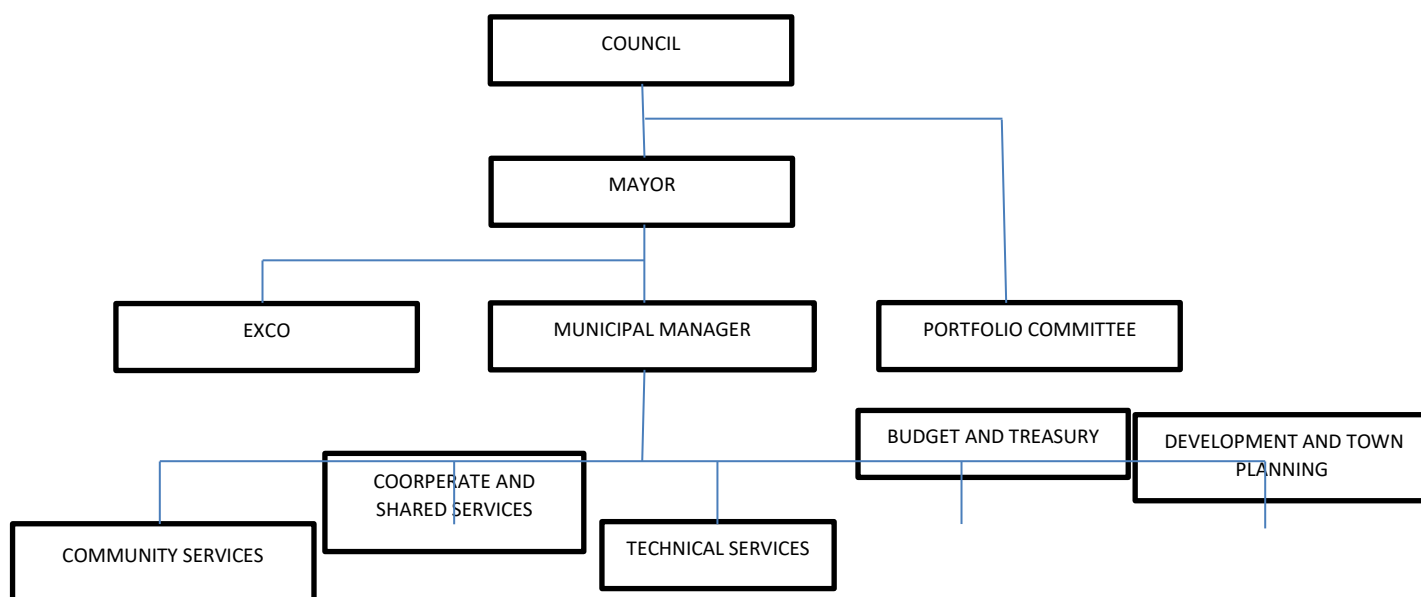 COUNCIL
MAYOR
EXCO
MUNICIPAL MANAGER
PORTFOLIO COMMITTEE
BUDGET AND TREASURY
DEVELOPMENT AND TOWN
PLANNING
COORPERATE AND
SHARED SERVICES
TECHNICAL SERVICES
COMMUNITY SERVICES